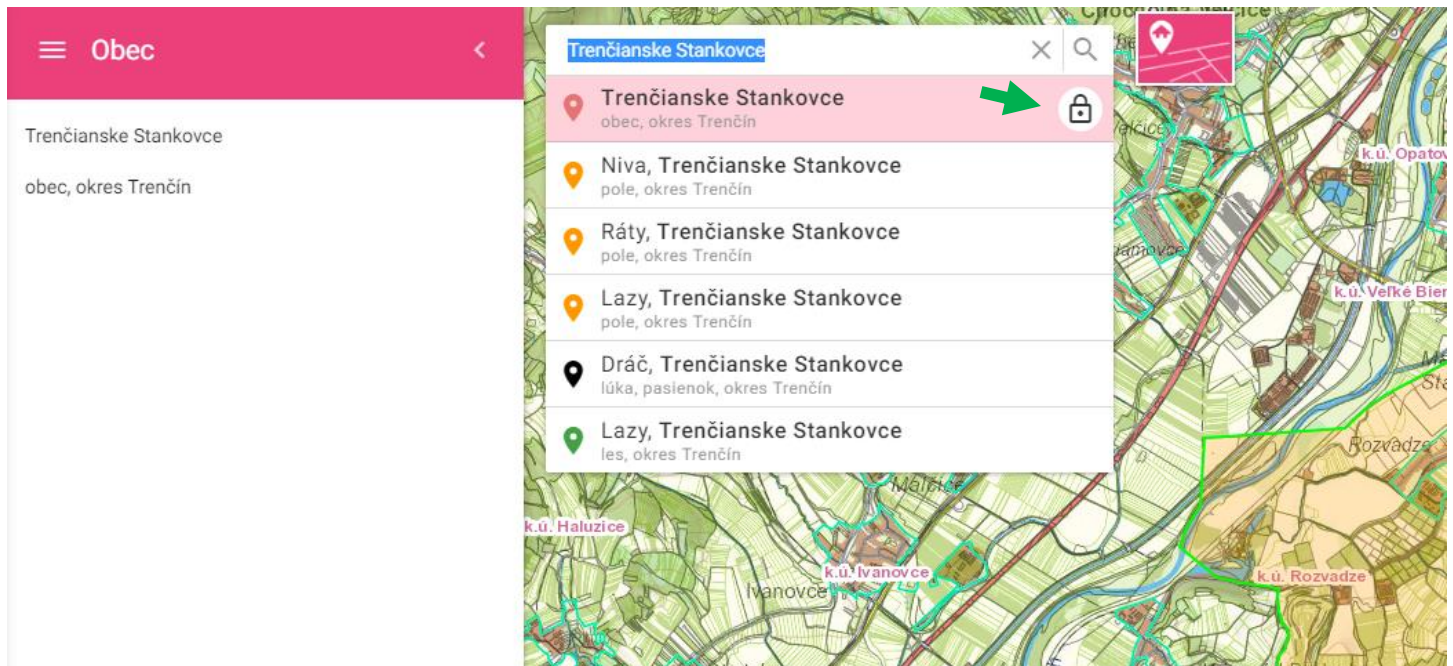 Obec
Trenčianske Stankovce
obec, okres Trenčín
Trenčianske Stankovce
Trenčianske Stankovce
obec, okres Trenčín
Niva, Trenčianske Stankovce
pole, okres Trenčín
Ráty, Trenčianske Stankovce
pole, okres Trenčín
Lazy, Trenčianske Stankovce
pole, okres Trenčín
Dráč, Trenčianske Stankovce
lúka, pasienok, okres Trenčín
Lazy, Trenčianske Stankovce
les, okres Trenčín
k.ú. Opatov
k.ú. Veľké Bier
Rozvadze
Málčice
k.ú. Haluzice
k.ú. Ivanovce
Ivanovce
k.ú. Rozvadze